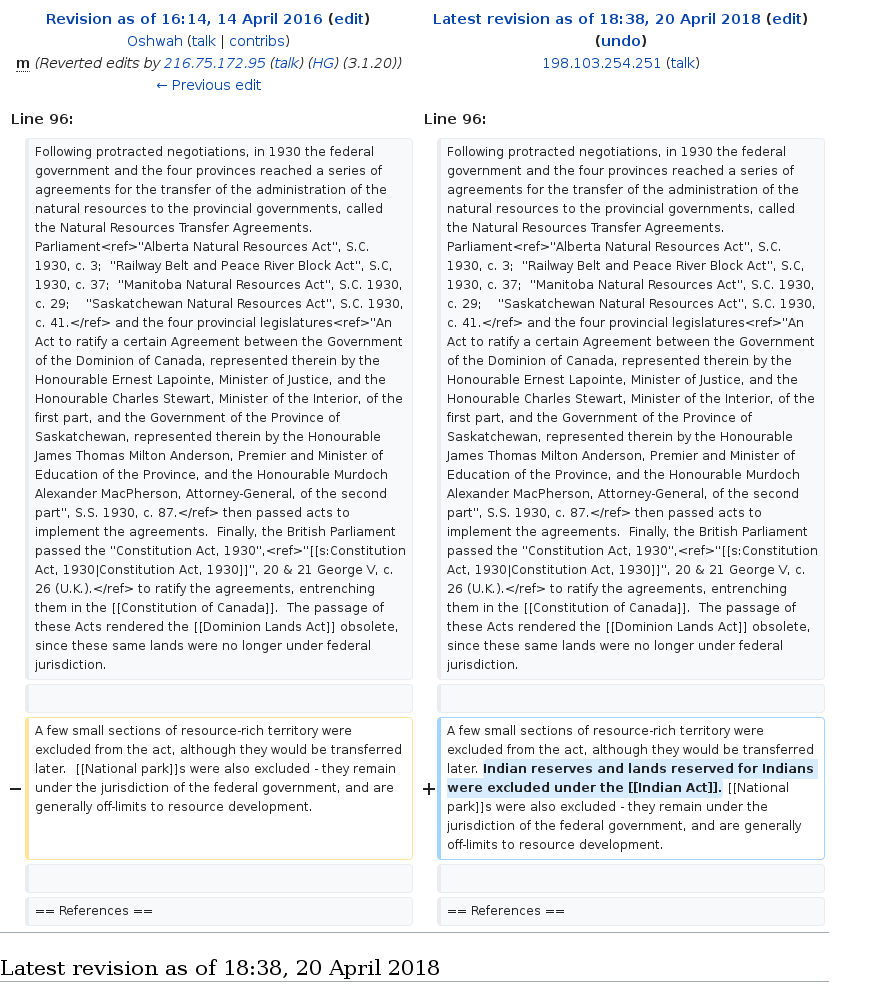 Revision as of 16:14, 14 April 2016 (edit)
Oshwah (talk | contribs)
m (Reverted edits by 216.75.172.95 (talk) (HG) (3.1.20))
← Previous edit
Latest revision as of 18:38, 20 April 2018 (edit)
(undo)
198.103.254.251 (talk)
Line 96:
Line 96:
Following protracted negotiations, in 1930 the federal
government and the four provinces reached a series of
agreements for the transfer of the administration of the
natural resources to the provincial governments, called
the Natural Resources Transfer Agreements.
Parliament<ref>''Alberta Natural Resources Act'', S.C.
1930, c. 3;  ''Railway Belt and Peace River Block Act'', S.C,
1930, c. 37;  ''Manitoba Natural Resources Act'', S.C. 1930,
c. 29;    ''Saskatchewan Natural Resources Act'', S.C. 1930,
c. 41.</ref> and the four provincial legislatures<ref>''An
Act to ratify a certain Agreement between the Government
of the Dominion of Canada, represented therein by the
Honourable Ernest Lapointe, Minister of Justice, and the
Honourable Charles Stewart, Minister of the Interior, of the
first part, and the Government of the Province of
Saskatchewan, represented therein by the Honourable
James Thomas Milton Anderson, Premier and Minister of
Education of the Province, and the Honourable Murdoch
Alexander MacPherson, Attorney-General, of the second
part'', S.S. 1930, c. 87.</ref> then passed acts to
implement the agreements.  Finally, the British Parliament
passed the ''Constitution Act, 1930'',<ref>''[[s:Constitution
Act, 1930|Constitution Act, 1930]]'', 20 & 21 George V, c.
26 (U.K.).</ref> to ratify the agreements, entrenching
them in the [[Constitution of Canada]].  The passage of
these Acts rendered the [[Dominion Lands Act]] obsolete,
since these same lands were no longer under federal
jurisdiction.
Following protracted negotiations, in 1930 the federal
government and the four provinces reached a series of
agreements for the transfer of the administration of the
natural resources to the provincial governments, called
the Natural Resources Transfer Agreements.
Parliament<ref>''Alberta Natural Resources Act'', S.C.
1930, c. 3;  ''Railway Belt and Peace River Block Act'', S.C,
1930, c. 37;  ''Manitoba Natural Resources Act'', S.C. 1930,
c. 29;    ''Saskatchewan Natural Resources Act'', S.C. 1930,
c. 41.</ref> and the four provincial legislatures<ref>''An
Act to ratify a certain Agreement between the Government
of the Dominion of Canada, represented therein by the
Honourable Ernest Lapointe, Minister of Justice, and the
Honourable Charles Stewart, Minister of the Interior, of the
first part, and the Government of the Province of
Saskatchewan, represented therein by the Honourable
James Thomas Milton Anderson, Premier and Minister of
Education of the Province, and the Honourable Murdoch
Alexander MacPherson, Attorney-General, of the second
part'', S.S. 1930, c. 87.</ref> then passed acts to
implement the agreements.  Finally, the British Parliament
passed the ''Constitution Act, 1930'',<ref>''[[s:Constitution
Act, 1930|Constitution Act, 1930]]'', 20 & 21 George V, c.
26 (U.K.).</ref> to ratify the agreements, entrenching
them in the [[Constitution of Canada]].  The passage of
these Acts rendered the [[Dominion Lands Act]] obsolete,
since these same lands were no longer under federal
jurisdiction.
−
A few small sections of resource-rich territory were
excluded from the act, although they would be transferred
later.  [[National park]]s were also excluded - they remain
under the jurisdiction of the federal government, and are
generally off-limits to resource development.
+
A few small sections of resource-rich territory were
excluded from the act, although they would be transferred
later. Indian reserves and lands reserved for Indians
were excluded under the [[Indian Act]]. [[National
park]]s were also excluded - they remain under the
jurisdiction of the federal government, and are generally
off-limits to resource development.
== References ==
== References ==
Latest revision as of 18:38, 20 April 2018